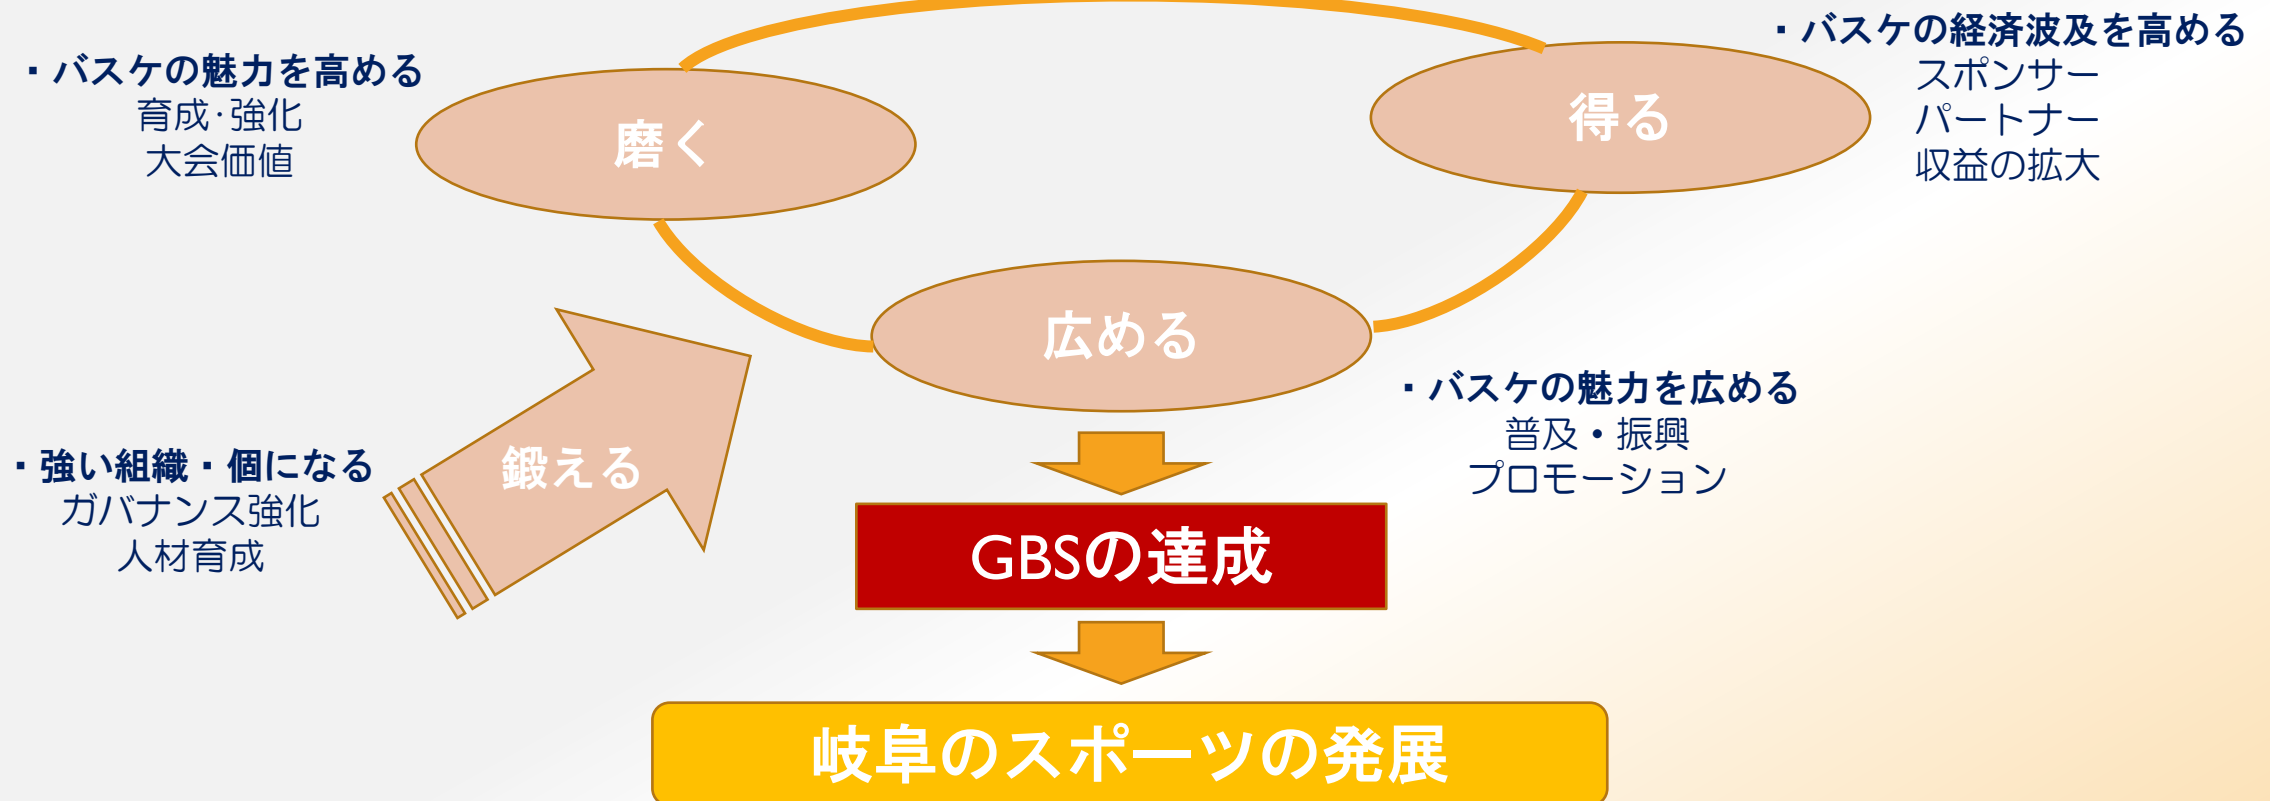 ・バスケの魅力を高める
育成･強化
大会価値
磨く
得る
・バスケの経済波及を高める
スポンサー
パートナー
収益の拡大
広める
・バスケの魅力を広める
普及・振興
プロモーション
・強い組織・個になる
ガバナンス強化
人材育成
鍛える
GBSの達成
岐阜のスポーツの発展